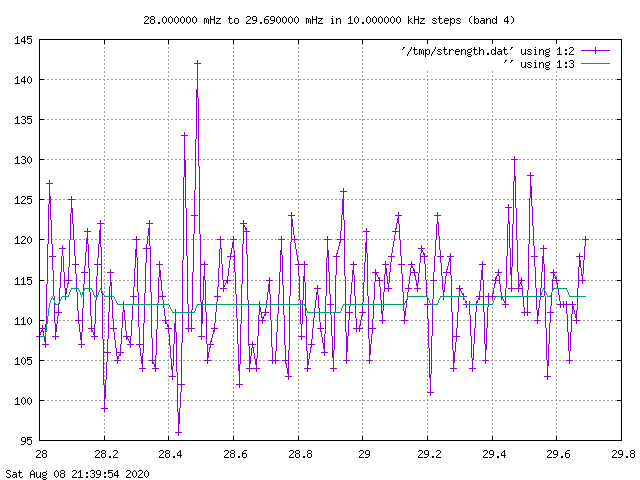 28.000000 mHz to 29.690000 mHz in 10.000000 kHz steps (band 4)
'/tmp/strength.dat' using 1:2
'' using 1:3
145
140
135
130
125
120
115
110
105
100
95
28 28.2 28.4 28.6 28.8 29 29.2 29.4 29.6 29.8
Sat Aug 08 21:39:54 2020